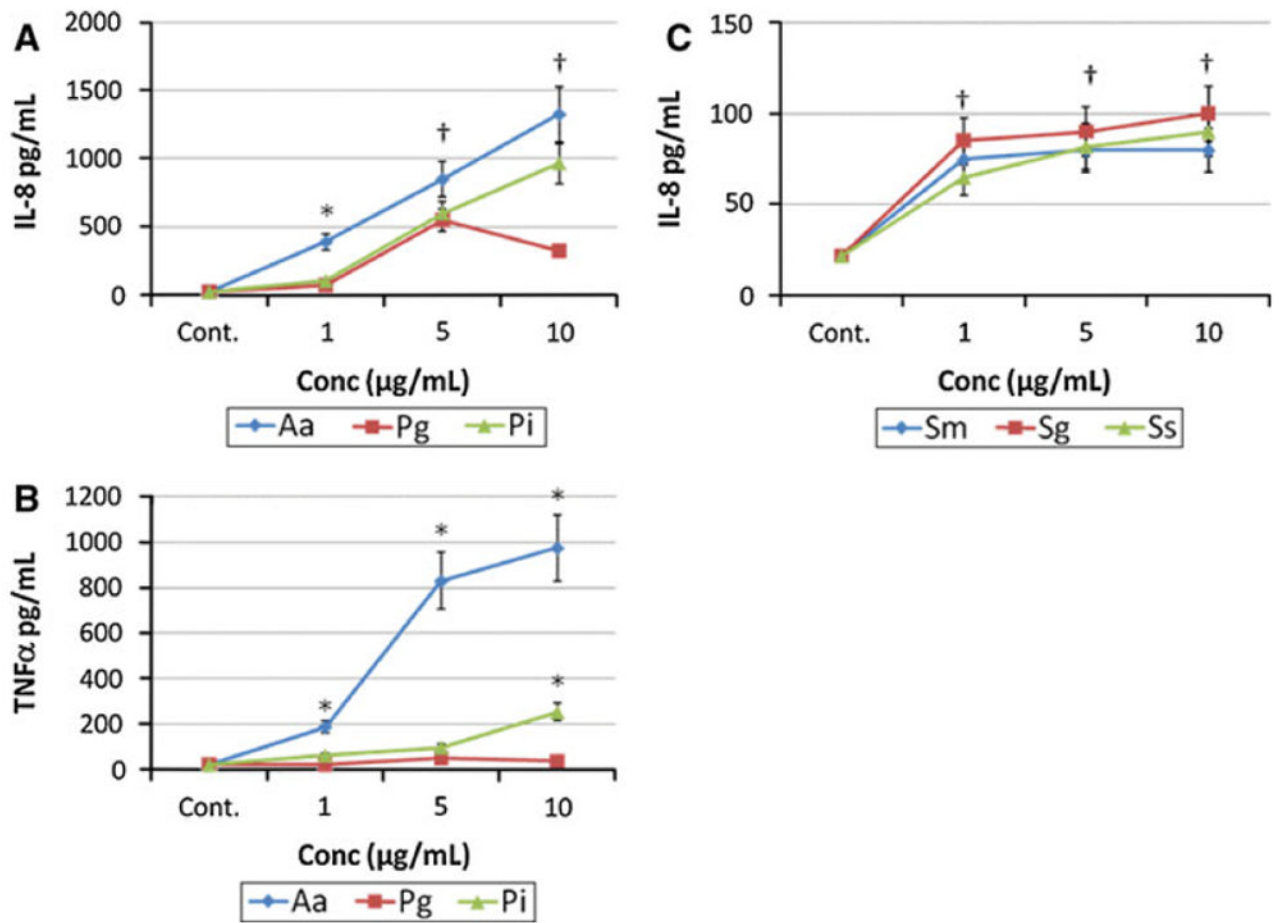 A
IL-8 pg/mL
2000
1500
1000
500
0
*
†
†
Cont. 1 5 10
Conc (µg/mL)
Aa Pg Pi
C
IL-8 pg/mL
150
100
50
0
†
†
†
Cont. 1 5 10
Conc (µg/mL)
Sm Sg Ss
B
TNFα pg/mL
1200
1000
800
600
400
200
0
*
*
*
*
Cont. 1 5 10
Conc (µg/mL)
Aa Pg Pi